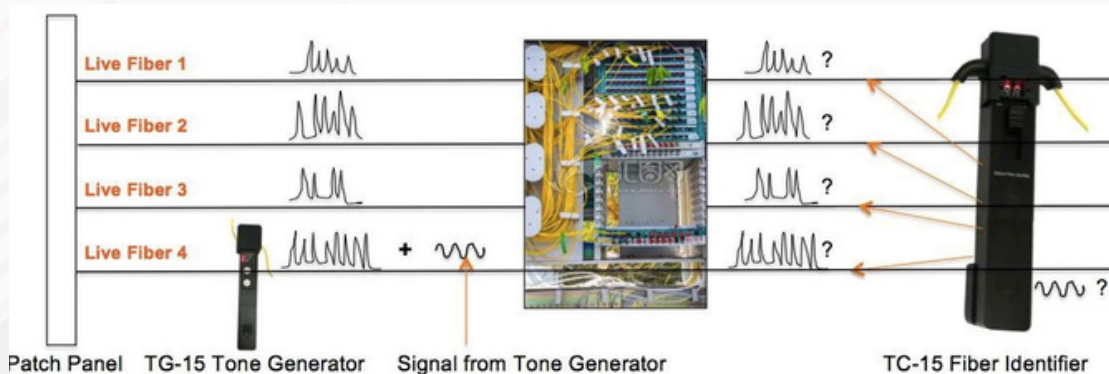 Live Fiber 1
?
Live Fiber 2
?
Live Fiber 3
?
Live Fiber 4
+
?
?
Patch Panel
TG-15 Tone Generator
Signal from Tone Generator
TC-15 Fiber Identifier